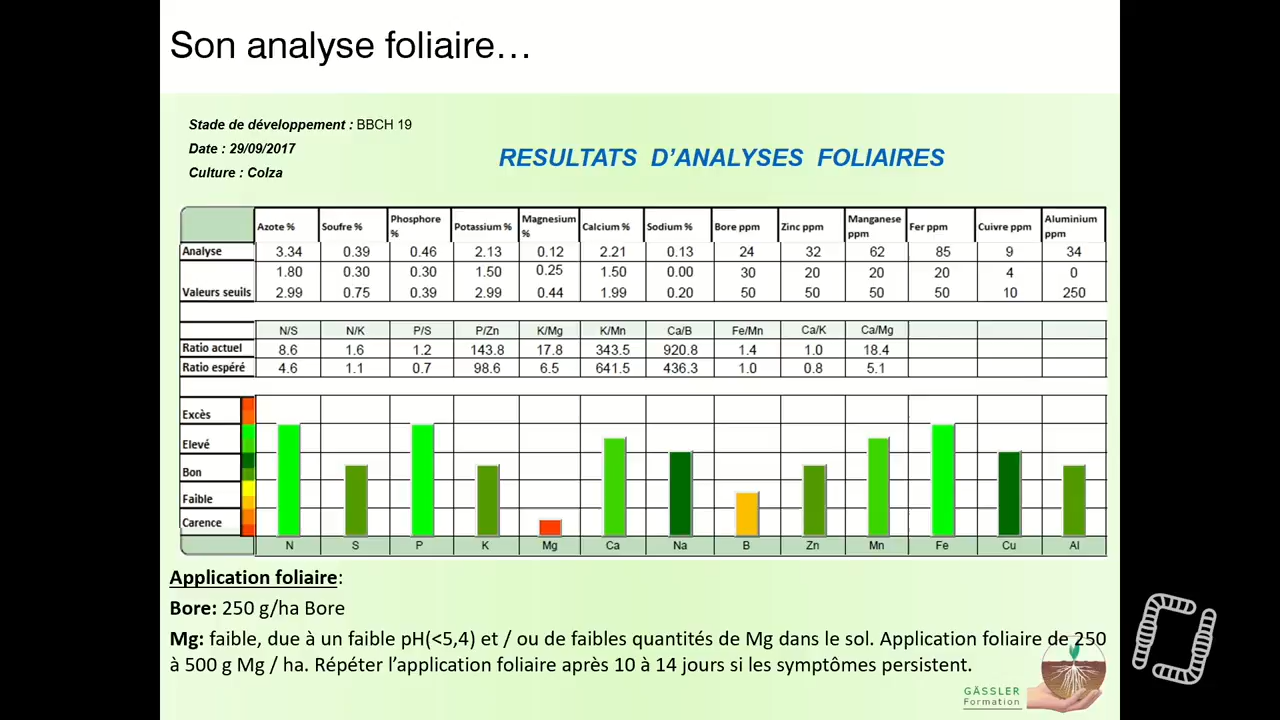 Son analyse foliaire…
Stade de développement : BBCH 19
Date : 29/09/2017
Culture : Colza
RESULTATS D’ANALYSES FOLIAIRES
Azote % Soufre % Phosphore % Potassium % Magnesium % Calcium % Sodium % Bore ppm Zinc ppm Manganese ppm Fer ppm Cuivre ppm Aluminium ppm
Analyse 3.34 0.39 0.46 2.13 0.12 2.21 0.13 24 32 62 85 9 34
1.80 0.30 0.30 1.50 0.25 1.50 0.00 30 20 20 20 4 0
Valeurs seuils 2.99 0.75 0.39 2.99 0.44 1.99 0.20 50 50 50 50 10 250
N/S N/K P/S P/Zn K/Mg K/Mn Ca/B Fe/Mn Ca/K Ca/Mg
Ratio actuel 8.6 1.6 1.2 143.8 17.8 343.5 920.8 1.4 1.0 18.4
Ratio espéré 4.6 1.1 0.7 98.6 6.5 641.5 436.3 1.0 0.8 5.1
Excès
Elevé
Bon
Faible
Carence
N S P K Mg Ca Na B Zn Mn Fe Cu Al
Application foliaire:
Bore: 250 g/ha Bore
Mg: faible, due à un faible pH(<5,4) et / ou de faibles quantités de Mg dans le sol. Application foliaire de 250
à 500 g Mg / ha. Répéter l’application foliaire après 10 à 14 jours si les symptômes persistent.
GÄSSLER
Formation